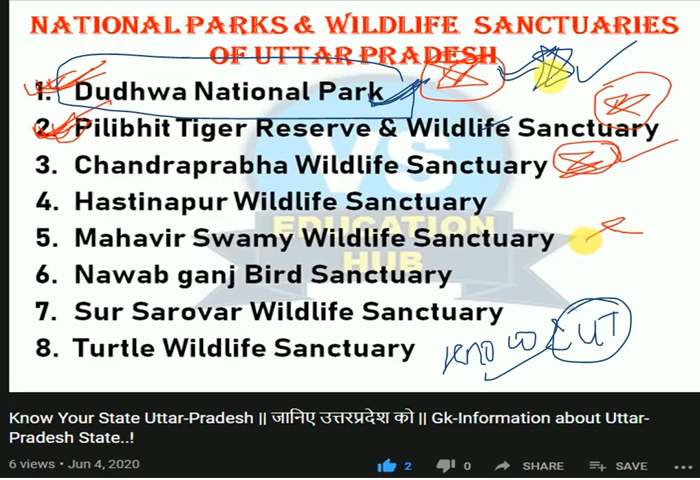 NATIONAL PARKS & WILDLIFE SANCTUARIES
OF UTTAR PRADESH
1. Dudhwa National Park
2. Pilibhit Tiger Reserve & Wildlife Sanctuary
3. Chandraprabha Wildlife Sanctuary
4. Hastinapur Wildlife Sanctuary
5. Mahavir Swamy Wildlife Sanctuary
6. Nawab ganj Bird Sanctuary
7. Sur Sarovar Wildlife Sanctuary
8. Turtle Wildlife Sanctuary
VS
EDUCATION
HUB
Know Your State Uttar-Pradesh || जानिए उत्तरप्रदेश को || Gk-Information about Uttar-
Pradesh State..!
6 views • Jun 4, 2020
2 0 SHARE SAVE